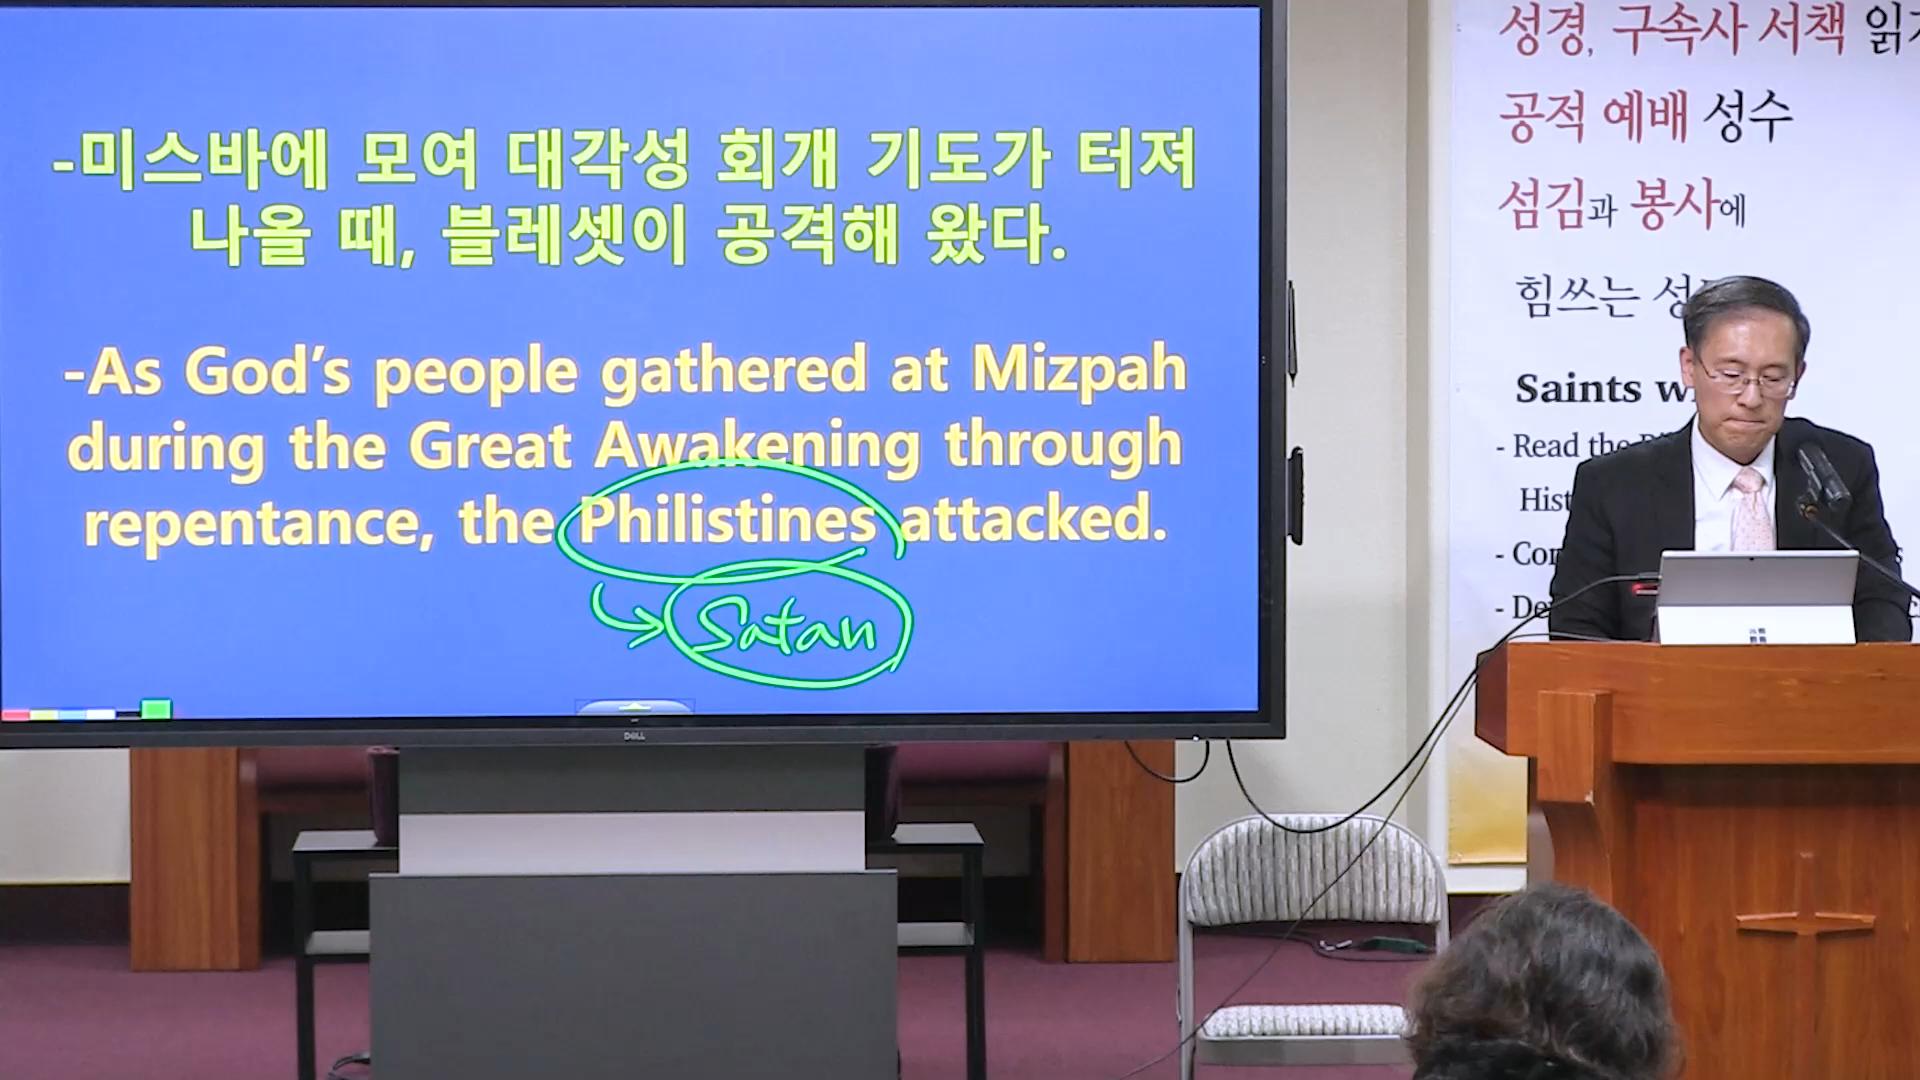 -미스바에 모여 대각성 회개 기도가 터져
나올 때, 블레셋이 공격해 왔다.
-As God's people gathered at Mizpah
during the Great Awakening through
repentance, the Philistines attacked.
Satan
DELL
성경, 구속사 서책
공적 예배 성수
섬김과 봉사에
힘쓰는
Saints
- Read the